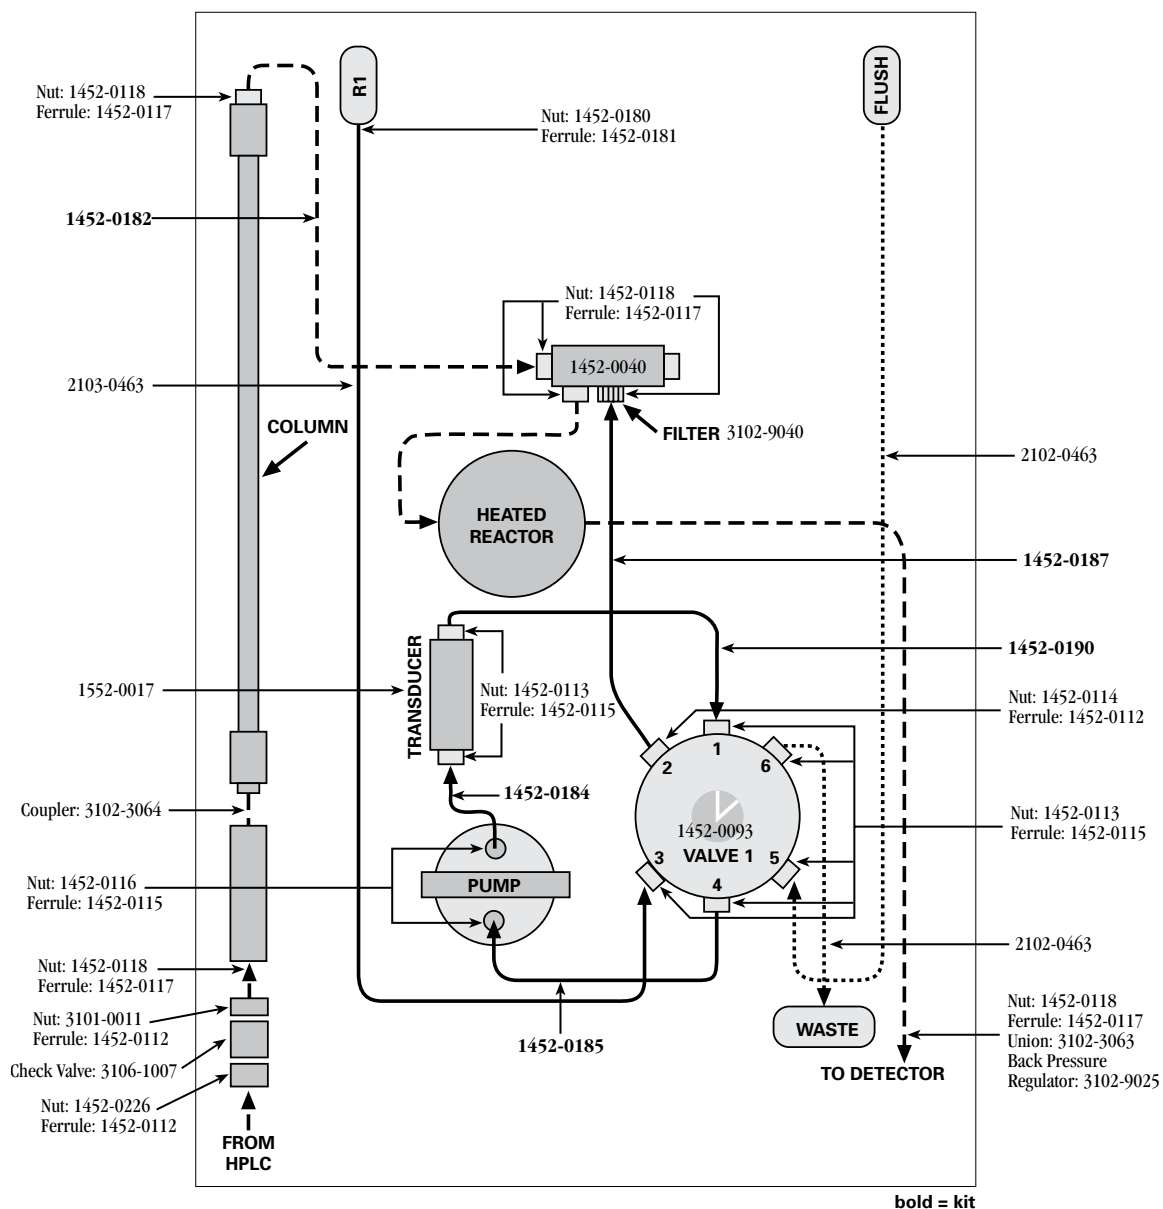 R1
FLUSH
Nut: 1452-0118
Ferrule: 1452-0117
Nut: 1452-0180
Ferrule: 1452-0181
1452-0182
Nut: 1452-0118
Ferrule: 1452-0117
1452-0040
2103-0463
COLUMN
FILTER 3102-9040
2102-0463
HEATED
REACTOR
1452-0187
TRANSDUCER
1452-0190
1552-0017
Nut: 1452-0113
Ferrule: 1452-0115
Nut: 1452-0114
Ferrule: 1452-0112
1
2
6
1452-0184
Coupler: 3102-3064
1452-0093
VALVE 1
Nut: 1452-0113
Ferrule: 1452-0115
3
5
4
PUMP
Nut: 1452-0116
Ferrule: 1452-0115
2102-0463
Nut: 1452-0118
Ferrule: 1452-0117
Nut: 3101-0011
Ferrule: 1452-0112
1452-0185
WASTE
Nut: 1452-0118
Ferrule: 1452-0117
Union: 3102-3063
Back Pressure
Regulator: 3102-9025
Check Valve: 3106-1007
TO DETECTOR
Nut: 1452-0226
Ferrule: 1452-0112
FROM
HPLC
bold = kit